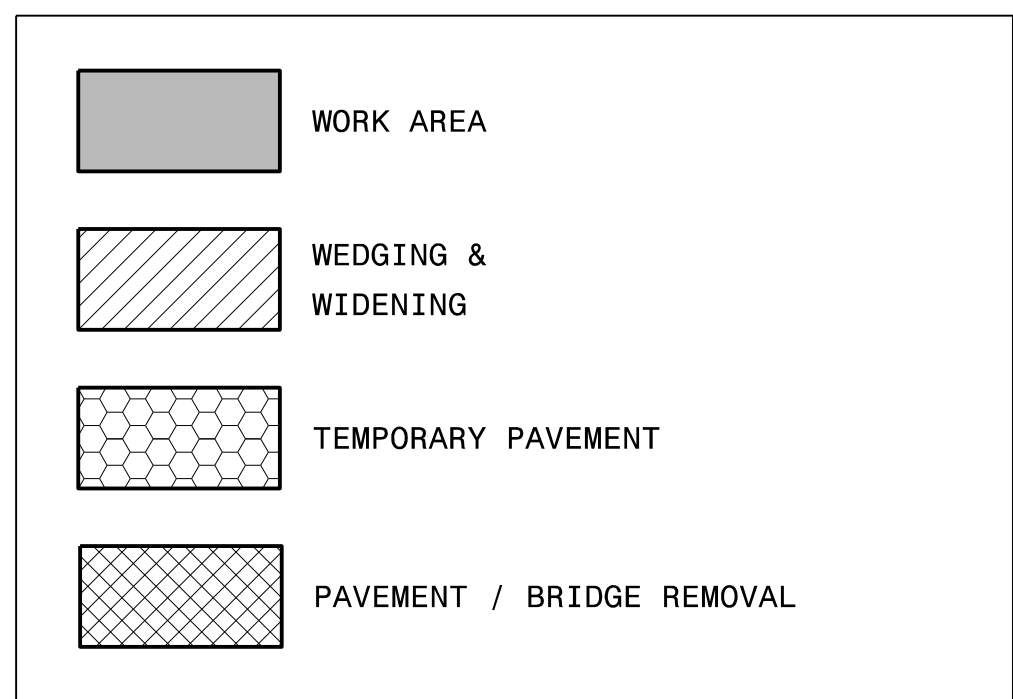 WORK AREA
WEDGING &
WIDENING
TEMPORARY PAVEMENT
PAVEMENT / BRIDGE REMOVAL